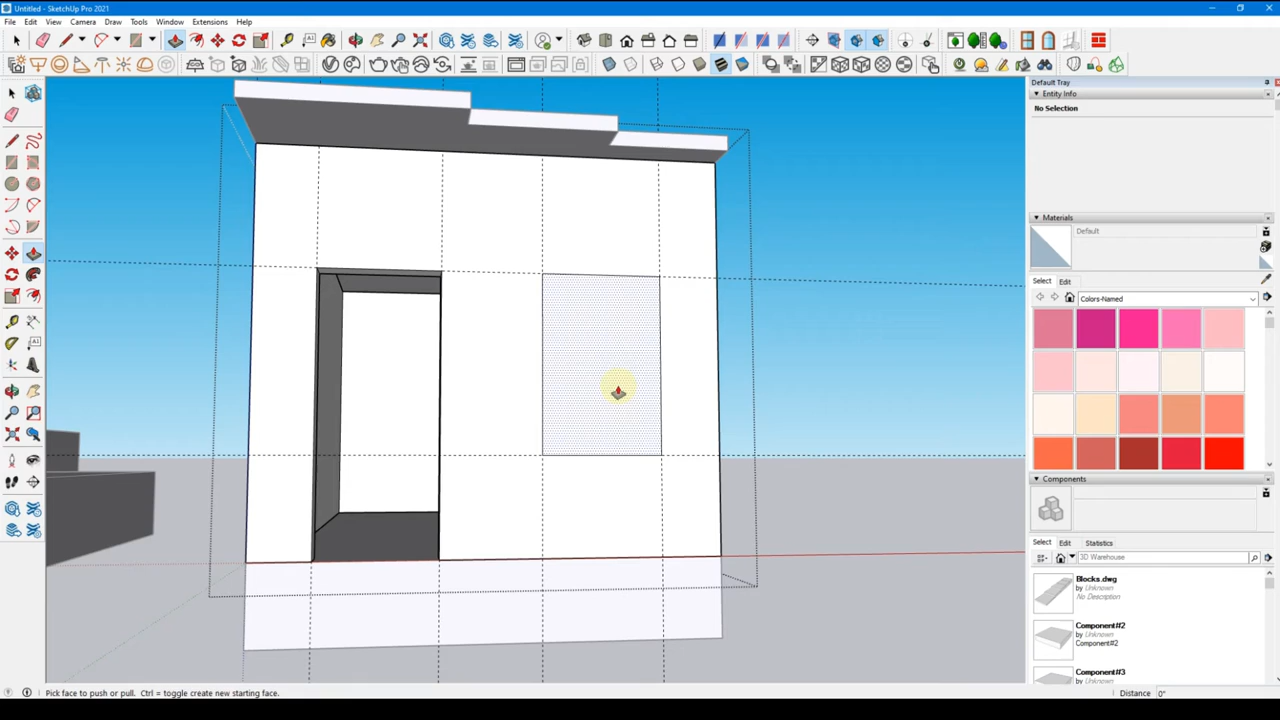 Untitled - SketchUp Pro 2021
File Edit View Camera Draw Tools Window Extensions Help
Default Tray
Entity Info
No Selection
Materials
Default
Select Edit
Colors-Named
Components
Select Edit Statistics
3D Warehouse
Blocks.dwg
by Unknown
No Description
Component#2
by Unknown
Component#2
Component#3
by Unknown
Pick face to push or pull. Ctrl = toggle create new starting face.
Distance 0"